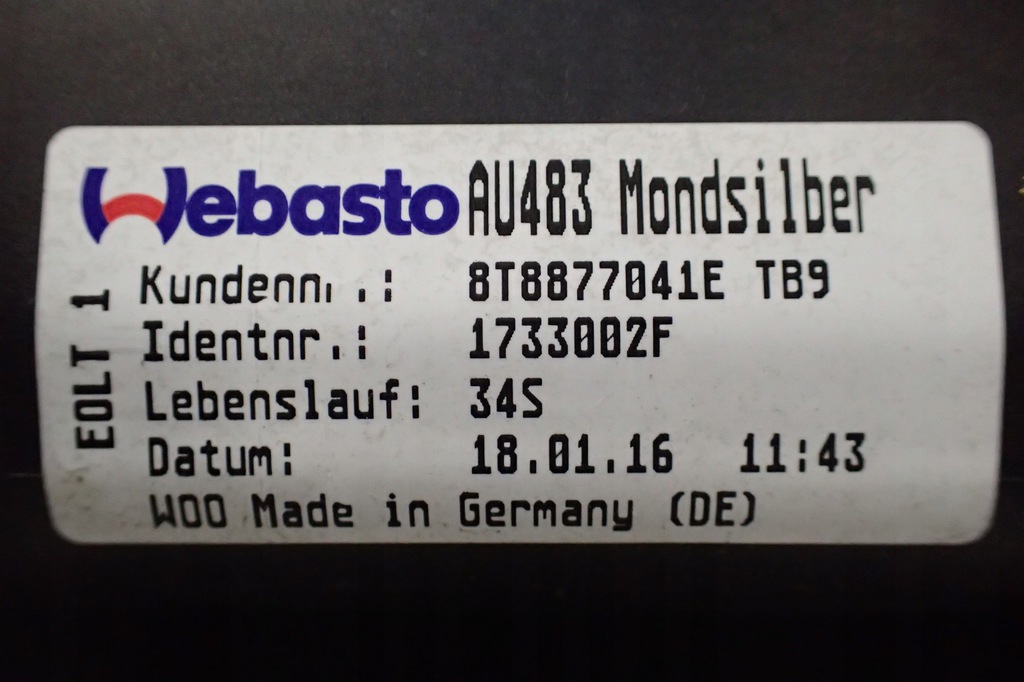 Webasto AU483 Mondsilber
Kundennr.: 8T8877041E TB9
Identnr.: 1733002F
Lebenslauf: 34S
Datum: 18.01.16 11:43
W00 Made in Germany (DE)
EOLT 1